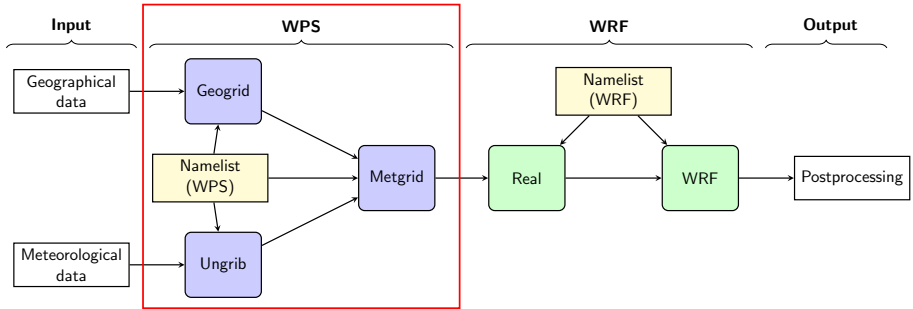 Input
WPS
WRF
Output
Geographical
data
Geogrid
Namelist
(WRF)
Namelist
(WPS)
Metgrid
Real
WRF
Postprocessing
Meteorological
data
Ungrib